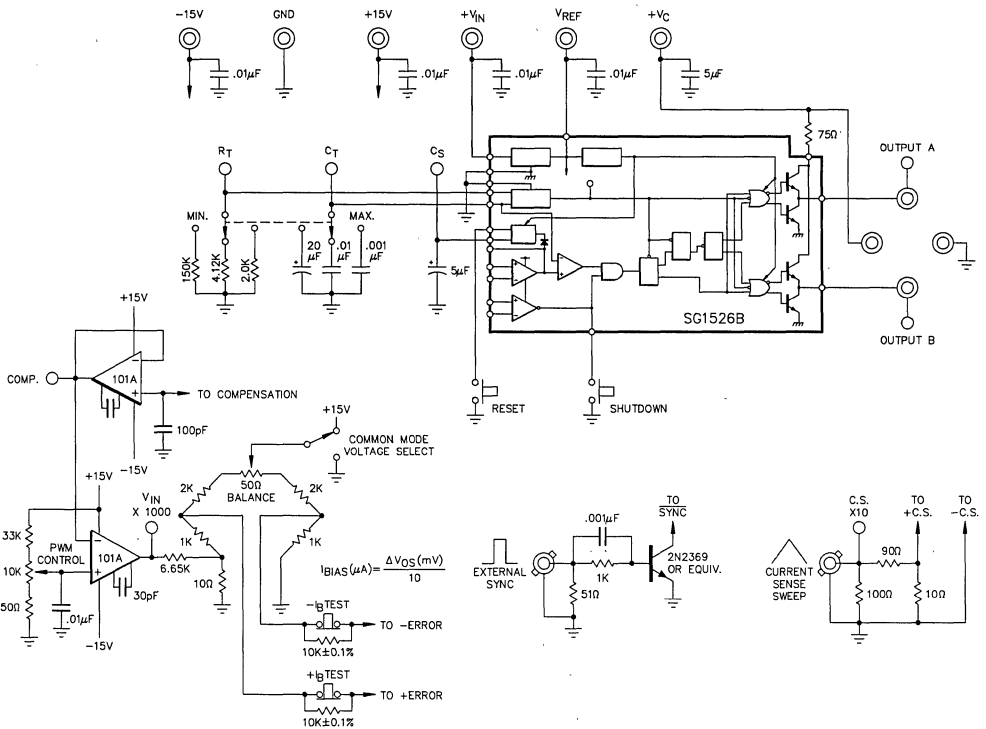 -15V
GND
+15V
+VIN
VREF
+VC
.01µF
.01µF
.01µF
.01µF
5µF
75Ω
OUTPUT A
RT
CT
CS
MIN.
MAX.
150K
4.12K
2.0K
20 µF
.01 µF
.001 µF
5µF
SG1526B
OUTPUT B
+15V
101A
COMP.
TO COMPENSATION
100pF
-15V
RESET
SHUTDOWN
+15V
COMMON MODE
VOLTAGE SELECT
50Ω
BALANCE
2K
2K
1K
1K
+15V
VIN
X 1000
33K
PWM
CONTROL
101A
10K
6.65K
10Ω
50Ω
.01µF
30pF
-15V
IBIAS(µA)= ΔVOS(mV)
10
-IBTEST
TO -ERROR
10K±0.1%
+IBTEST
TO +ERROR
10K±0.1%
EXTERNAL
SYNC
.001µF
1K
51Ω
TO
SYNC
2N2369
OR EQUIV.
CURRENT
SENSE
SWEEP
C.S.
X10
TO
+C.S.
TO
-C.S.
90Ω
100Ω
10Ω